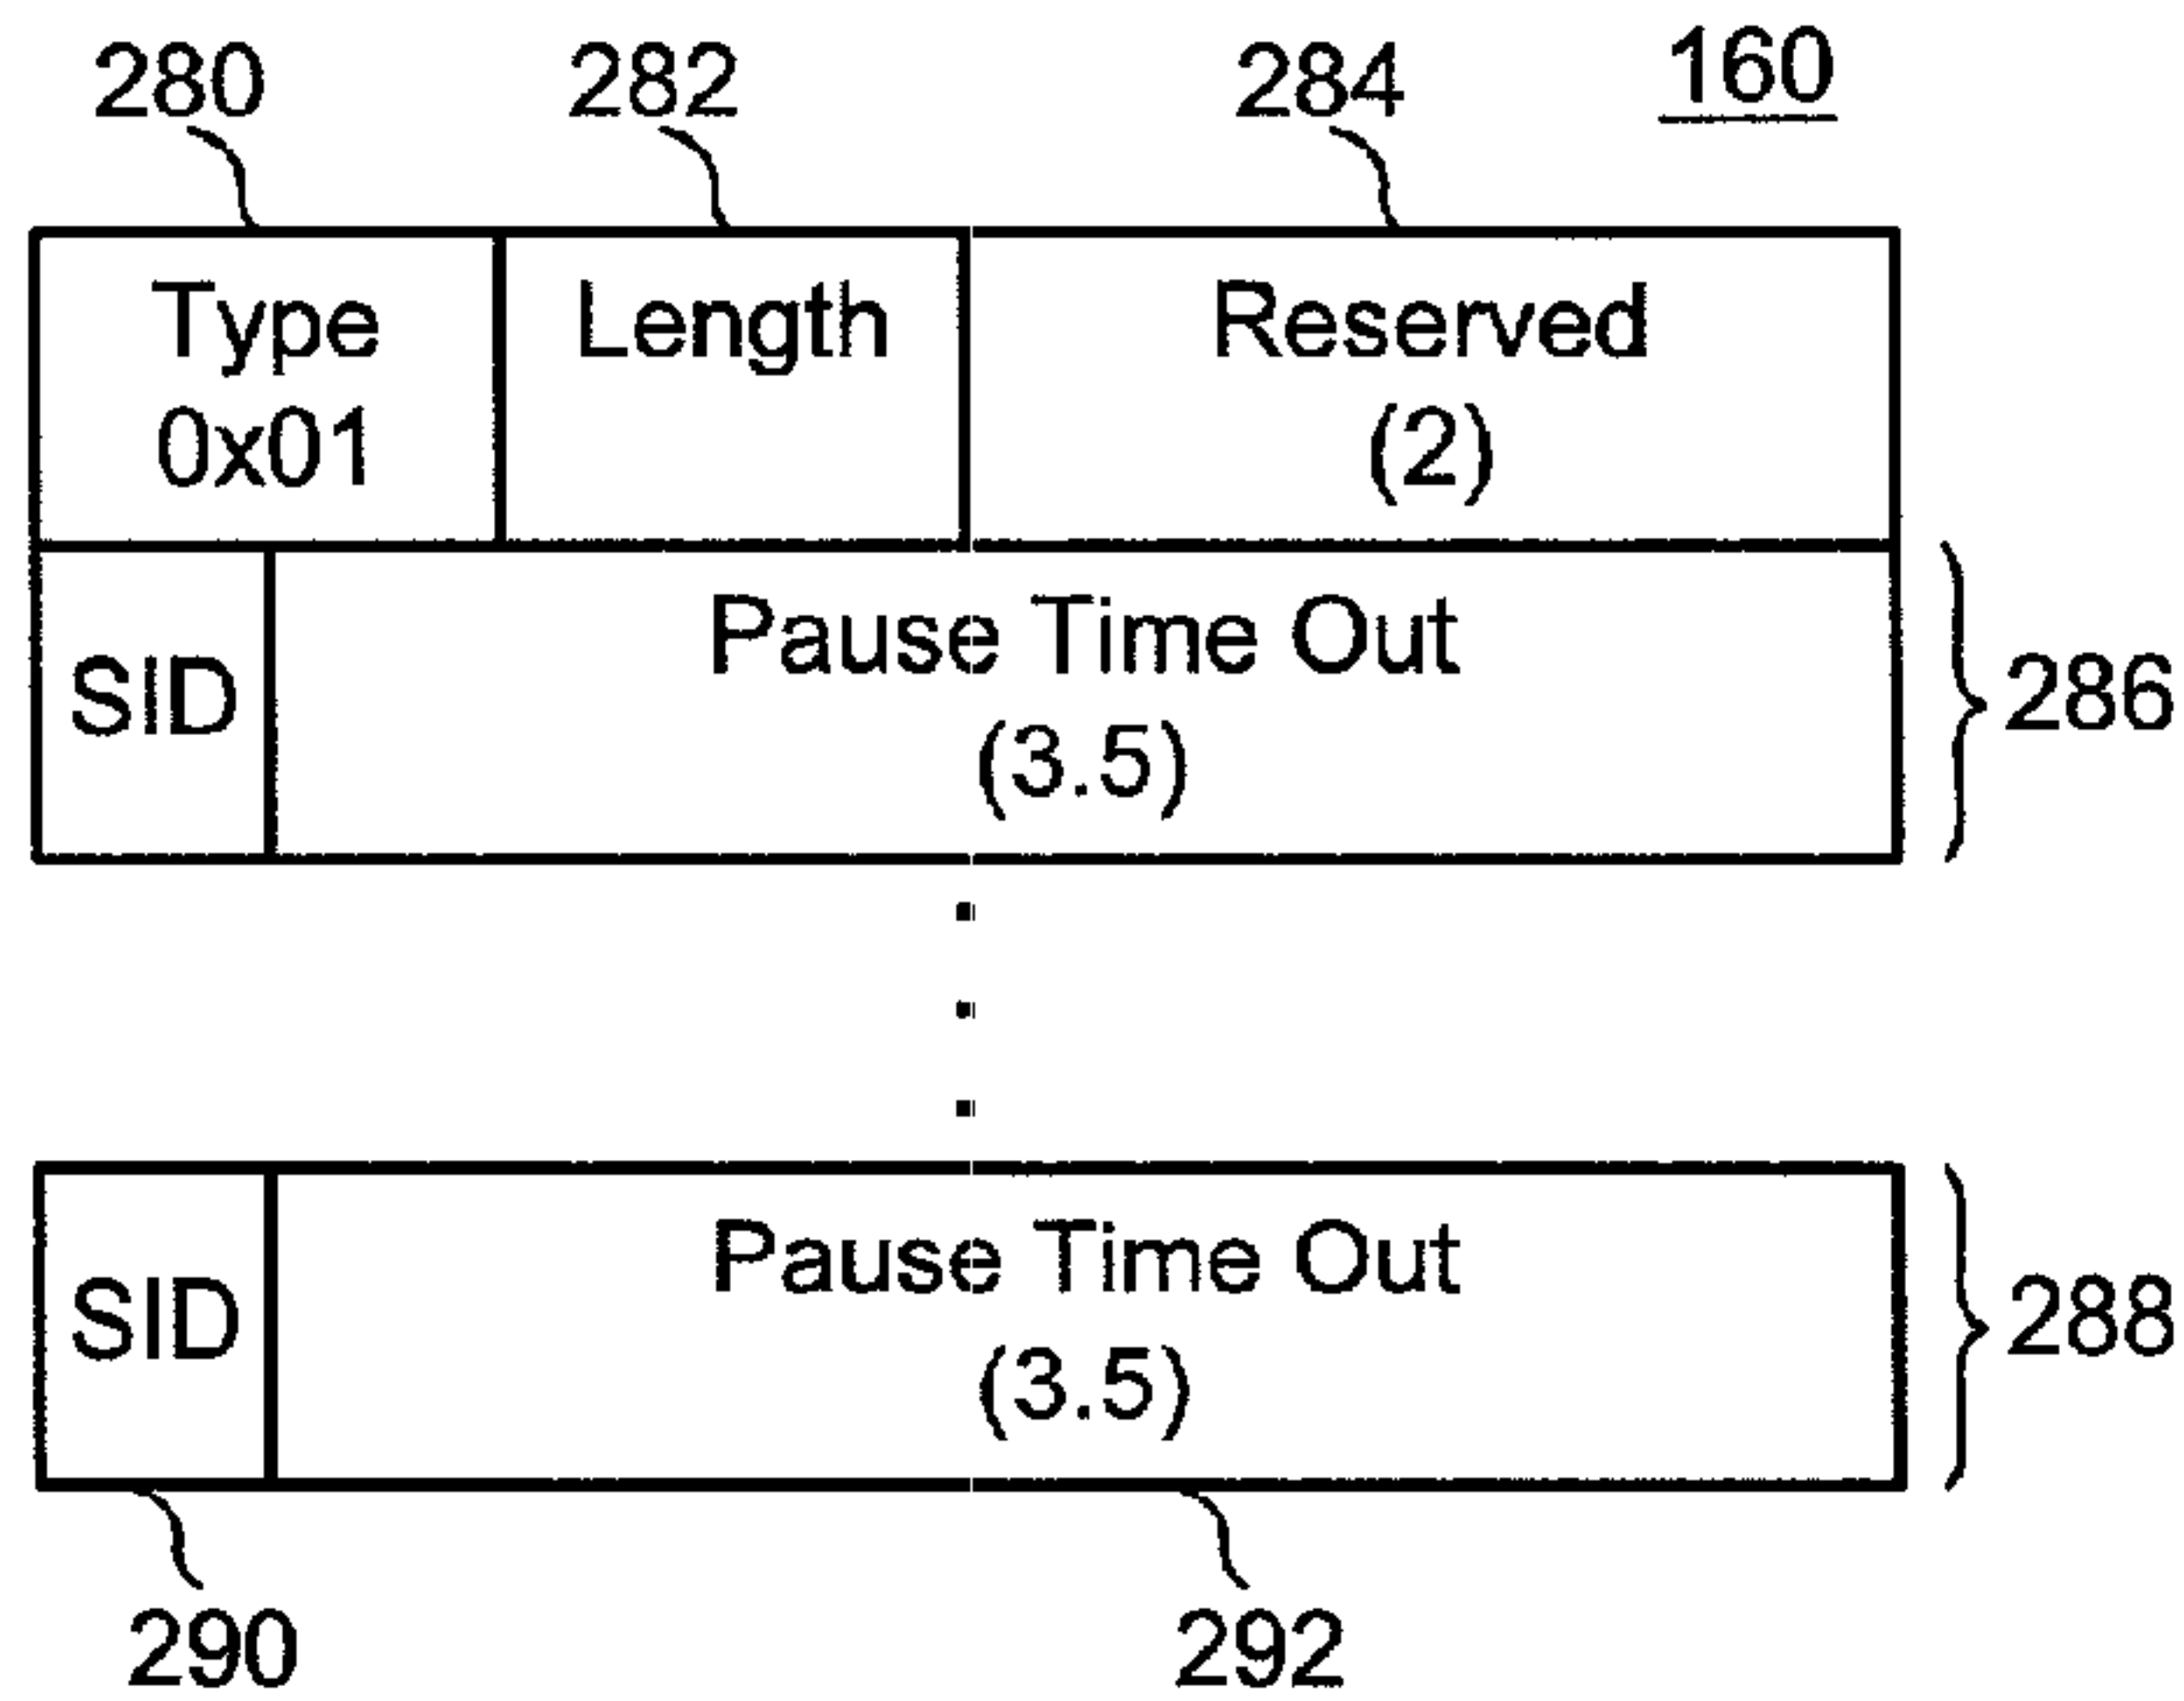 280 282 284 160
Type Length Reserved
0x01 (2)
Pause Time Out
SID (3.5) 286
Pause Time Out
SID (3.5) 288
290 292